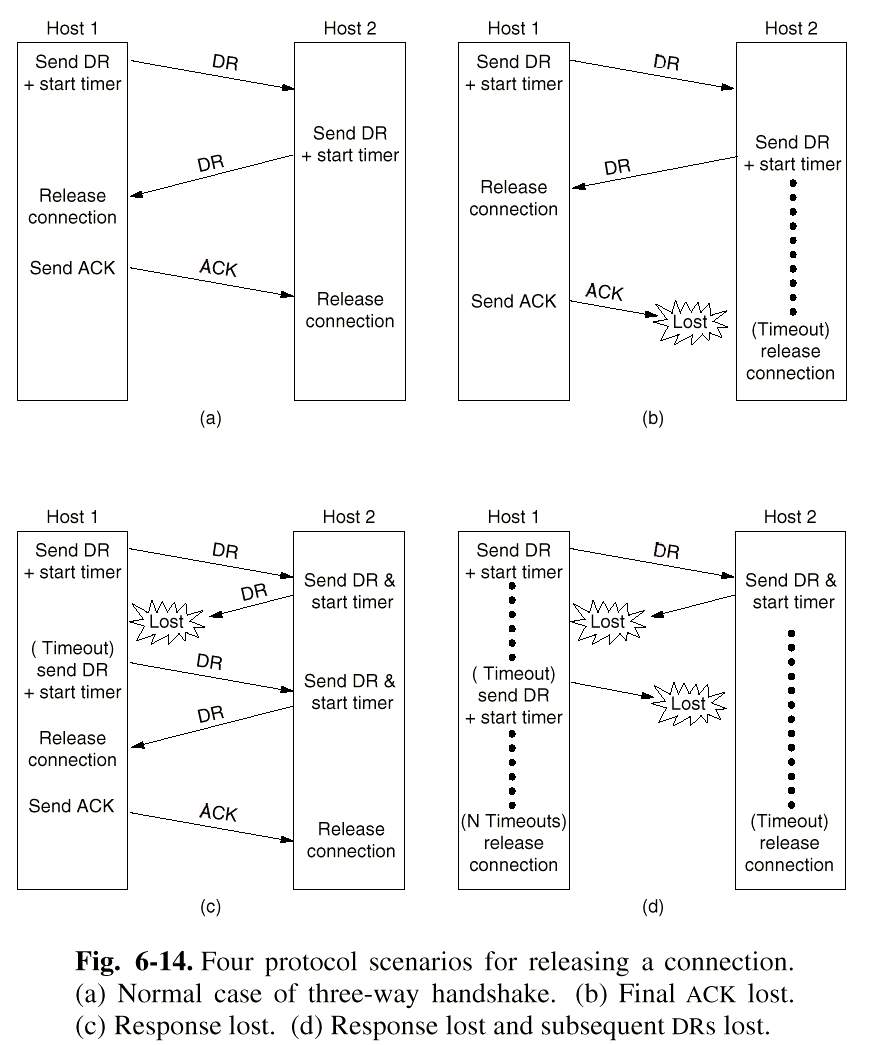 Host 1
Host 2
Send DR
+ start timer
DR
Send DR
+ start timer
DR
Release
connection
Send ACK
ACK
Release
connection
(a)
Host 1
Host 2
Send DR
+ start timer
DR
Send DR
+ start timer
DR
Release
connection
Send ACK
ACK
Lost
(Timeout)
release
connection
(b)
Host 1
Host 2
Send DR
+ start timer
DR
Send DR &
start timer
DR
Lost
( Timeout)
send DR
+ start timer
DR
Send DR &
start timer
DR
Release
connection
Send ACK
ACK
Release
connection
(c)
Host 1
Host 2
Send DR
+ start timer
DR
Send DR &
start timer
Lost
( Timeout)
send DR
+ start timer
Lost
(N Timeouts)
release
connection
(Timeout)
release
connection
(d)
Fig. 6-14. Four protocol scenarios for releasing a connection.
(a) Normal case of three-way handshake. (b) Final ACK lost.
(c) Response lost. (d) Response lost and subsequent DRs lost.